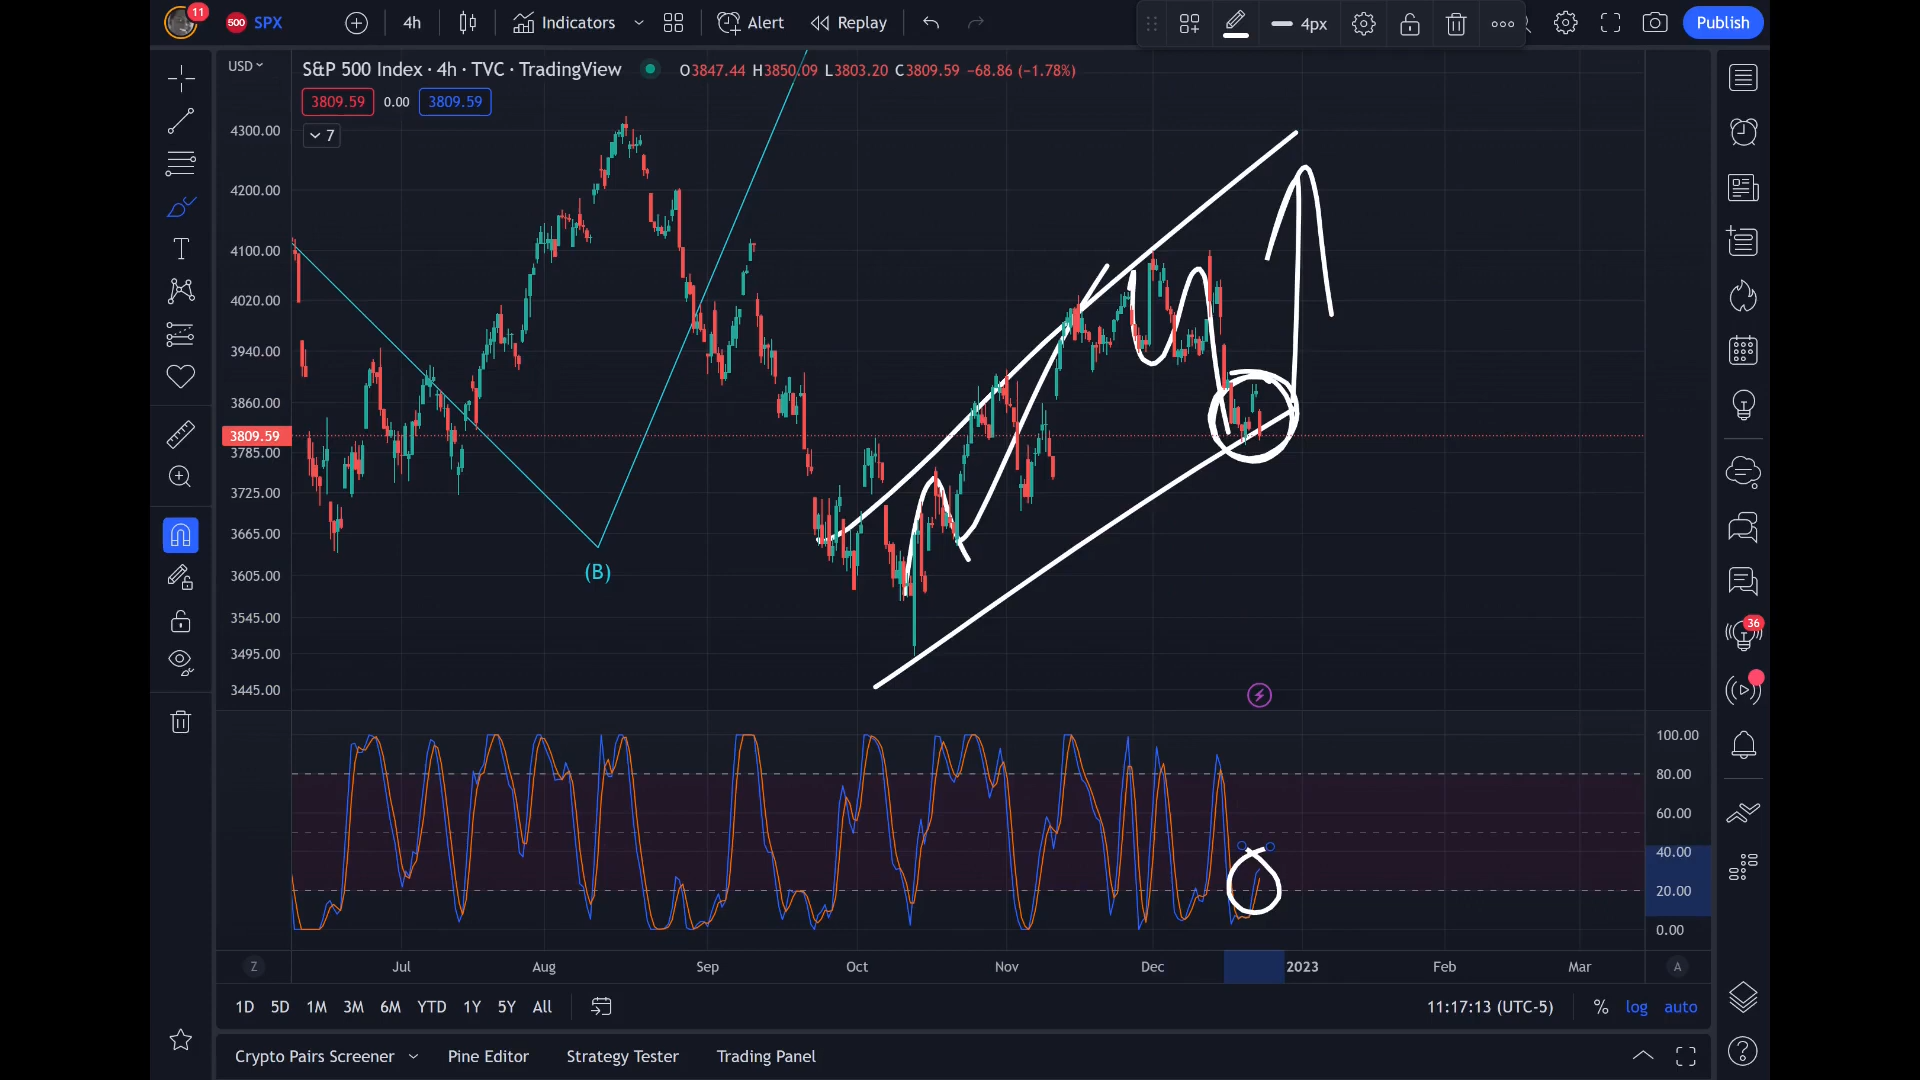 11
500 SPX
4h
Indicators
Alert
Replay
4px
Publish
USD
S&P 500 Index · 4h · TVC · TradingView
O3847.44 H3850.09 L3803.20 C3809.59 −68.86 (−1.78%)
3809.59 0.00 3809.59
7
4300.00
4200.00
4100.00
4020.00
3940.00
3860.00
3809.59
3785.00
3725.00
3665.00
3605.00
3545.00
3495.00
3445.00
(B)
36
100.00
80.00
60.00
40.00
20.00
0.00
Z
Jul
Aug
Sep
Oct
Nov
Dec
2023
Feb
Mar
A
1D 5D 1M 3M 6M YTD 1Y 5Y All
11:17:13 (UTC-5)
%
log
auto
Crypto Pairs Screener
Pine Editor
Strategy Tester
Trading Panel